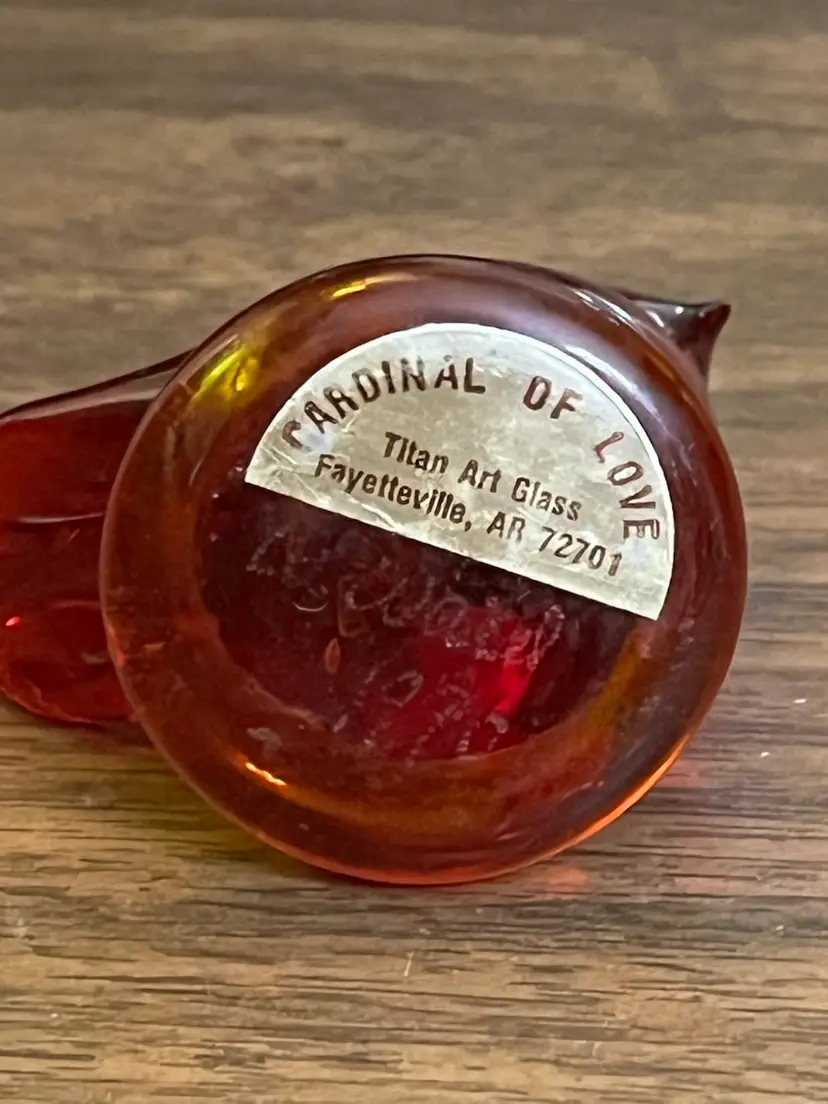 CARDINAL OF LOVE
Titan Art Glass
Fayetteville, AR 72701